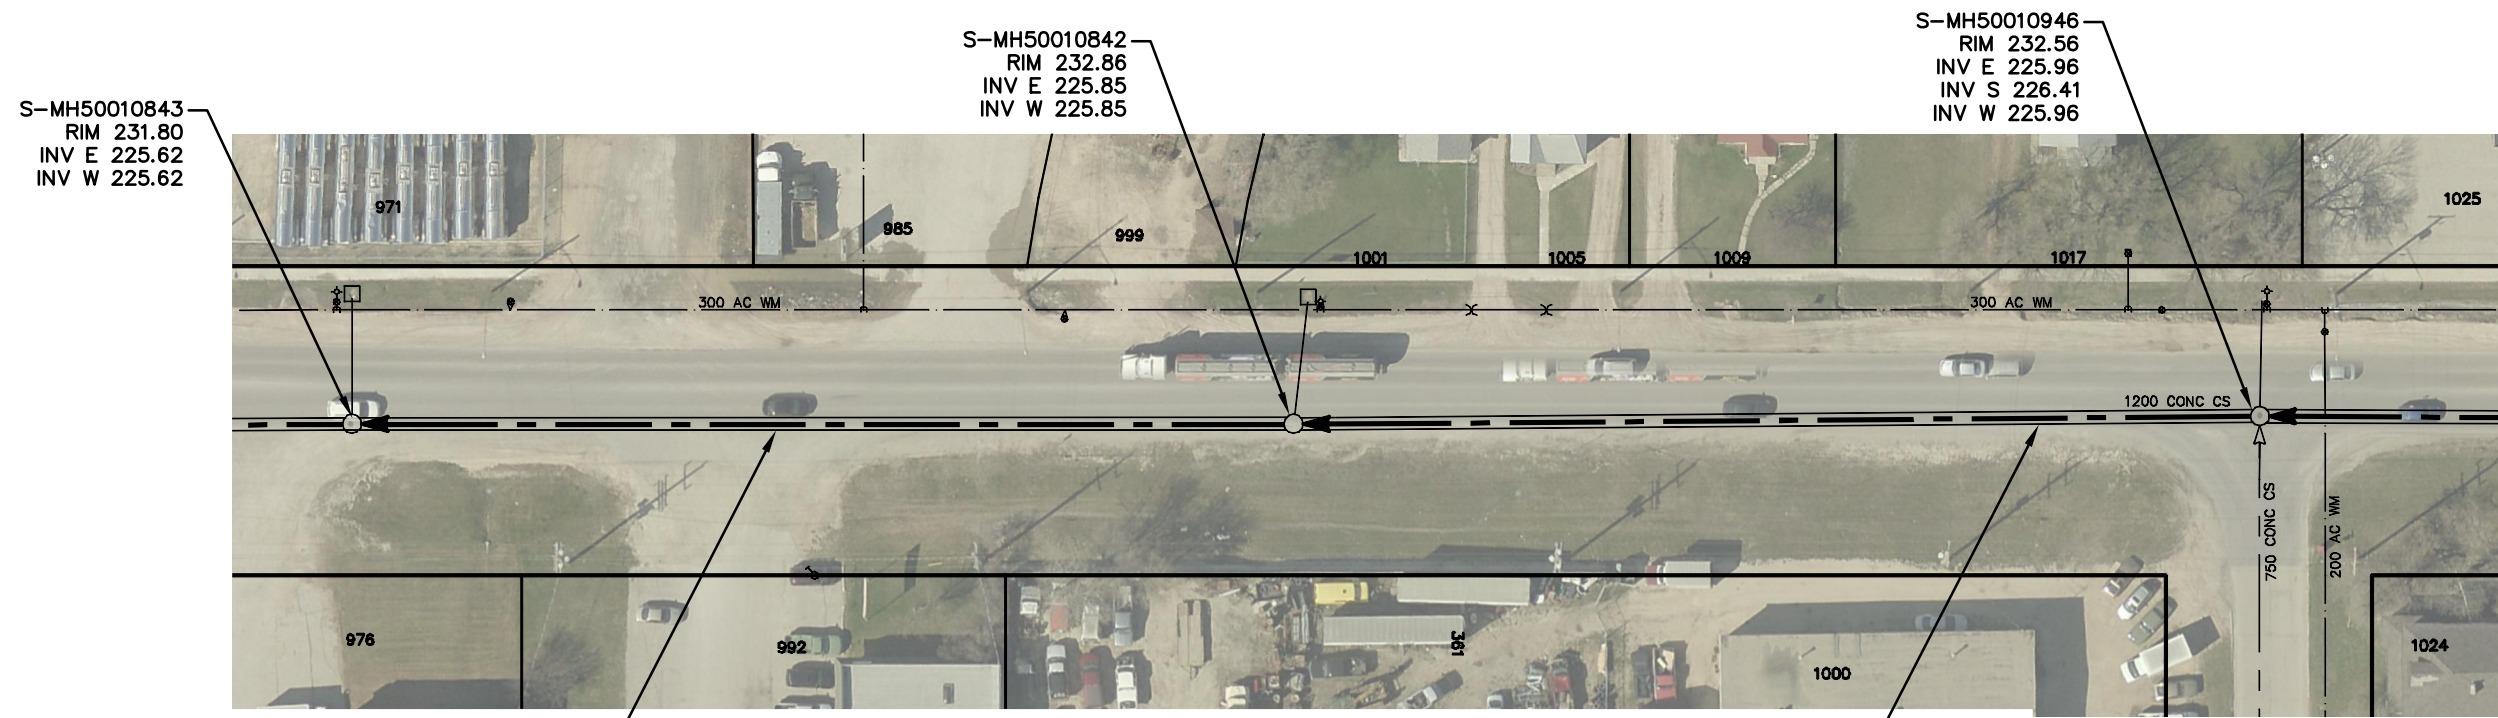 S-MH50010843
RIM 231.80
INV E 225.62
INV W 225.62
S-MH50010842
RIM 232.86
INV E 225.85
INV W 225.85
S-MH50010946
RIM 232.56
INV E 225.96
INV S 226.41
INV W 225.96
971
985
999
1001
1005
1009
1017
1025
300 AC WM
300 AC WM
1200 CONC CS
750 CONC CS
200 AC WM
976
992
361
1000
1024